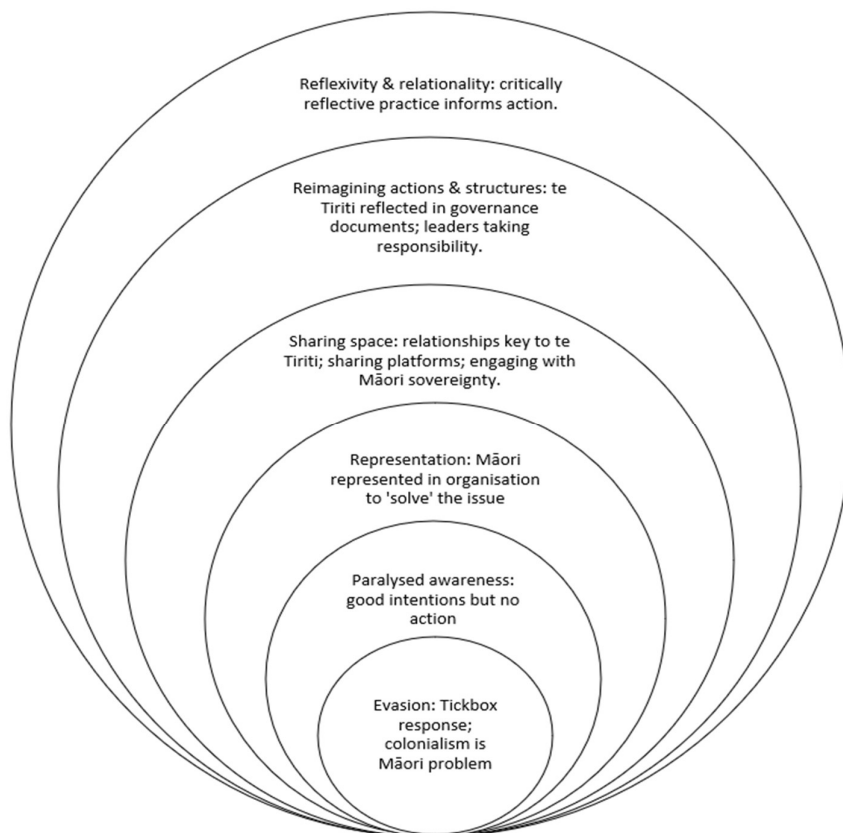 Reflexivity & relationality: critically
reflective practice informs action.
Reimagining actions & structures: te
Tiriti reflected in governance
documents; leaders taking
responsibility.
Sharing space: relationships key to te
Tiriti; sharing platforms; engaging with
Māori sovereignty.
Representation: Māori
represented in organisation
to 'solve' the issue
Paralysed awareness:
good intentions but no
action
Evasion: Tickbox
response;
colonialism is
Māori problem